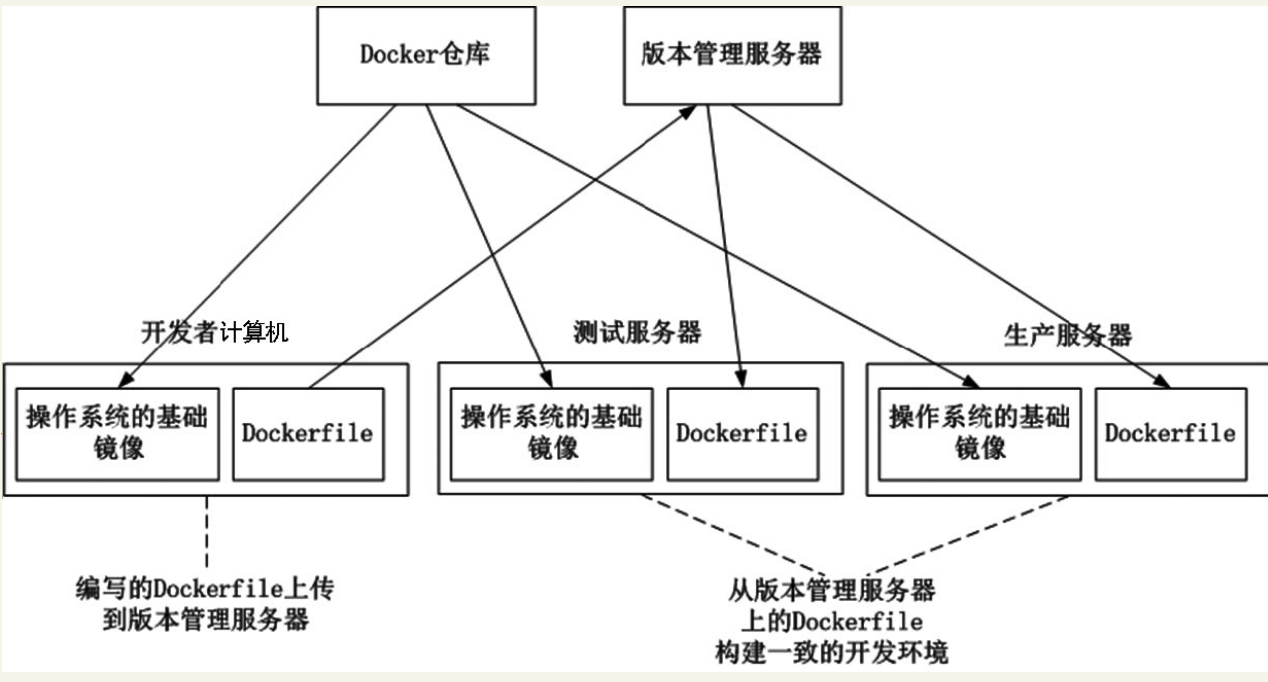 Docker仓库
版本管理服务器
开发者计算机
测试服务器
生产服务器
操作系统的基础
镜像
Dockerfile
操作系统的基础
镜像
Dockerfile
操作系统的基础
镜像
Dockerfile
编写的Dockerfile上传
到版本管理服务器
从版本管理服务器
上的Dockerfile
构建一致的开发环境